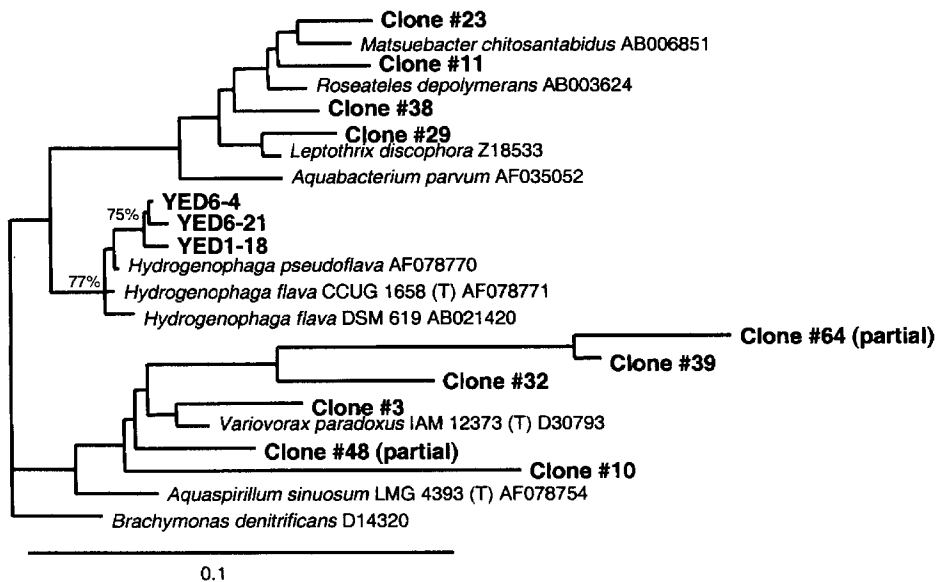 Clone #23
Matsuebacter chitosantabidus AB006851
Clone #11
Roseateles depolymerans AB003624
Clone #38
Clone #29
Leptothrix discophora Z18533
Aquabacterium parvum AF035052
YED6-4
75%
YED6-21
YED1-18
Hydrogenophaga pseudoflava AF078770
77%
Hydrogenophaga flava CCUG 1658 (T) AF078771
Hydrogenophaga flava DSM 619 AB021420
Clone #64 (partial)
Clone #39
Clone #32
Clone #3
Variovorax paradoxus IAM 12373 (T) D30793
Clone #48 (partial)
Clone #10
Aquaspirillum sinuosum LMG 4393 (T) AF078754
Brachymonas denitrificans D14320
0.1